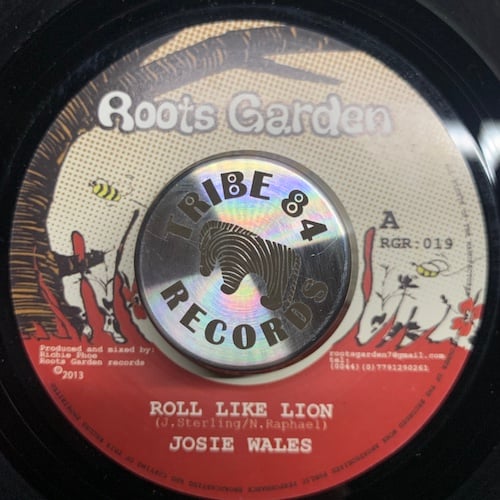 Roots Garden
TRIBE 84
RECORDS
A
RGR:019
Produced and mixed by:
Richie Phoe
Roots Garden records
©2013
rootsgarden7@gmail.com
tel:
(0044)(0)7791250261
ROLL LIKE LION
(J.Sterling/N.Raphael)
JOSIE WALES